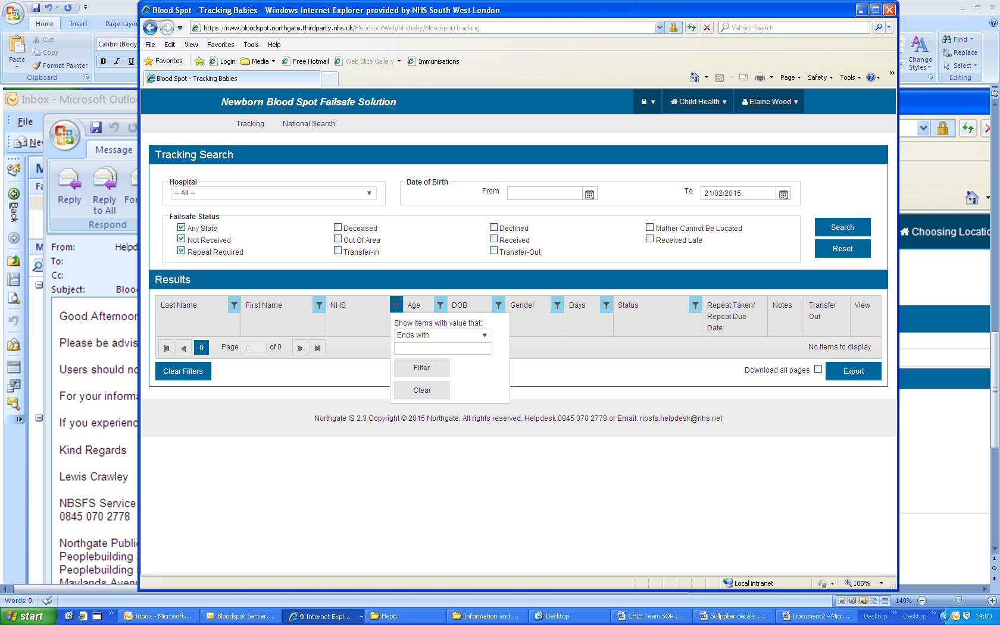 Blood Spot - Tracking Babies - Windows Internet Explorer provided by NHS South West London
Home Insert Page Layou
Cut
Copy
Format Painter
Paste
Clipboard
Calibri (Body)
B I U
Change Styles
Find
Replace
Select
Editing
https://nww.bloodspot.northgate.thirdparty.nhs.uk/BloodspotWeb/nhsbaby/Bloodspot/Tracking
Yahoo! Search
File Edit View Favorites Tools Help
Favorites Login Media Free Hotmail Web Slice Gallery Immunisations
Blood Spot - Tracking Babies
Page Safety Tools
Newborn Blood Spot Failsafe Solution
Child Health Elaine Wood
Tracking National Search
Tracking Search
Hospital
-- All --
Date of Birth
From To 21/02/2015
Failsafe Status
Any State Deceased Declined Mother Cannot Be Located
Not Received Out Of Area Received Received Late
Repeat Required Transfer-In Transfer-Out
Search
Reset
Results
Last Name First Name NHS Age DOB Gender Days Status Repeat Taken/ Notes Transfer View
Repeat Due Out
Date
Show items with value that:
Ends with
Filter
Clear
0 Page 0 of 0 No items to display
Clear Filters Download all pages Export
Northgate IS 2.3 Copyright © 2015 Northgate. All rights reserved. Helpdesk 0845 070 2778 or Email: nbsfs.helpdesk@nhs.net
Local intranet 105%
Inbox - Microsoft Outlo
File
New
Back
Message
Reply
Reply to All
For
Respond
From: Helpd
To:
Cc:
Subject: Bloo
Good Afternoor
Please be advis
Users should no
For your informa
If you experienc
Kind Regards
Lewis Crawley
NBSFS Service
0845 070 2778
Northgate Public
Peoplebuilding
Peoplebuilding
Maylands Avenu
Choosing Locatio
Words: 0 140%
start Inbox - Microsoft... Bloodspot Server... 9 Internet Expl... HepB Information and ... Desktop CHIS Team SOP ... Sullpplier details ... Document2 - Micr... Desktop Desktop 14:00